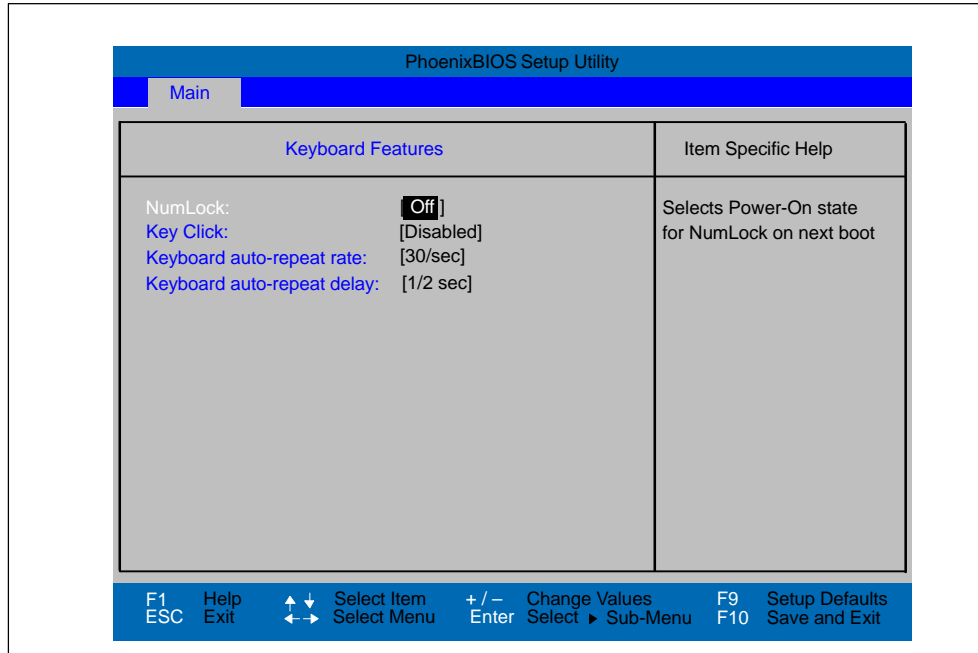 PhoenixBIOS Setup Utility
Main
Keyboard Features
Item Specific Help
NumLock: [ Off ]
Key Click: [Disabled]
Keyboard auto-repeat rate: [30/sec]
Keyboard auto-repeat delay: [1/2 sec]
Selects Power-On state
for NumLock on next boot
F1 Help Select Item + / – Change Values F9 Setup Defaults
ESC Exit Select Menu Enter Select Sub-Menu F10 Save and Exit